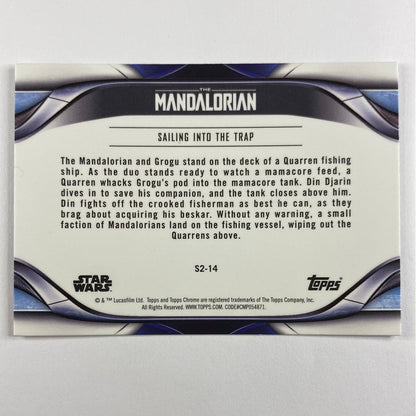 THE
MANDALORIAN
SAILING INTO THE TRAP
The Mandalorian and Grogu stand on the deck of a Quarren fishing
ship. As the duo stands ready to watch a mamacore feed, a
Quarren whacks Grogu's pod into the mamacore tank. Din Djarin
dives in to save his companion, and the tank closes above him.
Din fights off the crooked fisherman as best he can, as they
brag about acquiring his beskar. Without any warning, a small
faction of Mandalorians land on the fishing vessel, wiping out the
Quarrens above.
S2-14
STAR
WARS
Topps
© & ™ Lucasfilm Ltd. Topps and Topps Chrome are registered trademarks of The Topps Company, Inc.
All Rights Reserved. WWW.TOPPS.COM. CODE#CMP054871.